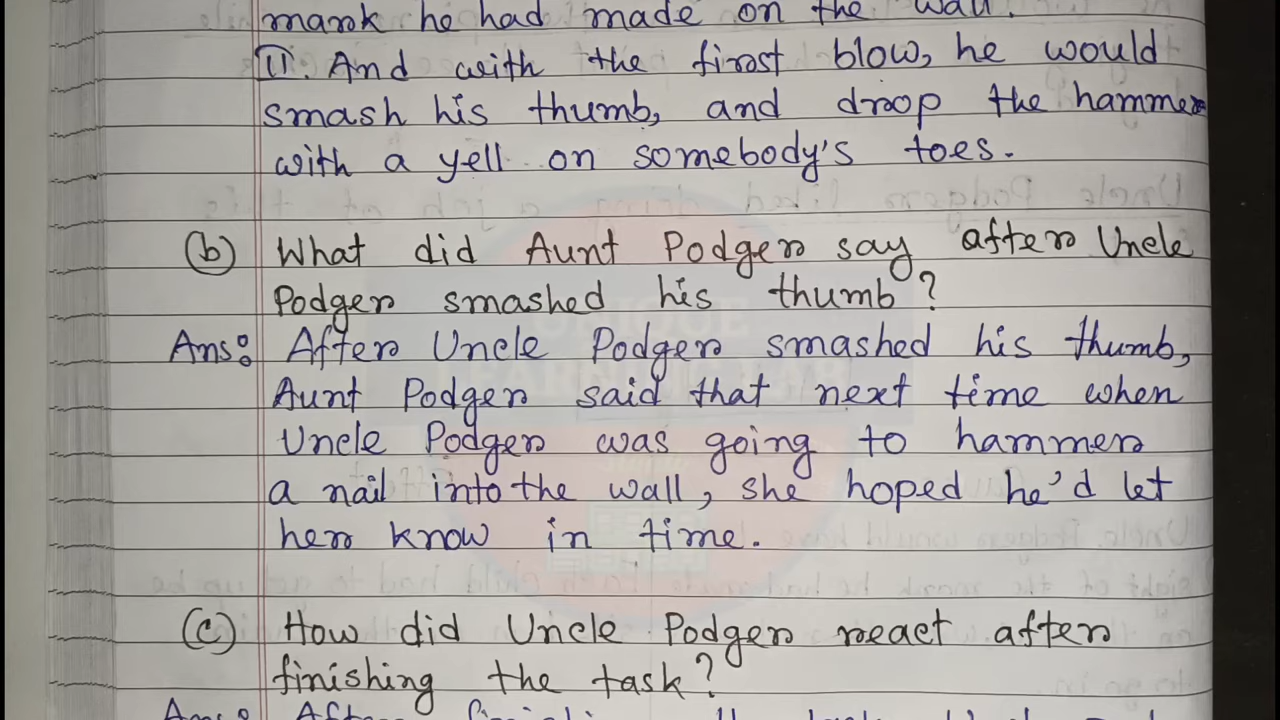 mark he had made on the wall.
II. And with the first blow, he would
smash his thumb, and drop the hammer
with a yell on somebody's toes.
(b) What did Aunt Podger say after Uncle
Podger smashed his thumb?
Ans: After Uncle Podger smashed his thumb,
Aunt Podger said that next time when
Uncle Podger was going to hammer
a nail into the wall, she hoped he'd let
her know in time.
(c) How did Uncle Podger react after
finishing the task?